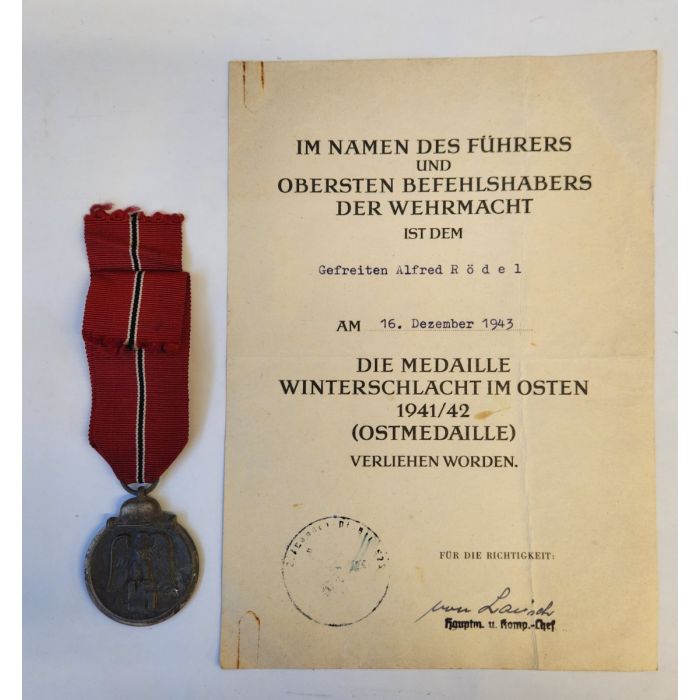 IM NAMEN DES FÜHRERS
UND
OBERSTEN BEFEHLSHABERS
DER WEHRMACHT
IST DEM
Gefreiten Alfred R ö d e l
AM 16. Dezember 1943
DIE MEDAILLE
WINTERSCHLACHT IM OSTEN
1941/42
(OSTMEDAILLE)
VERLIEHEN WORDEN.
FÜR DIE RICHTIGKEIT:
von
Hauptm. u. Komp.-Chef